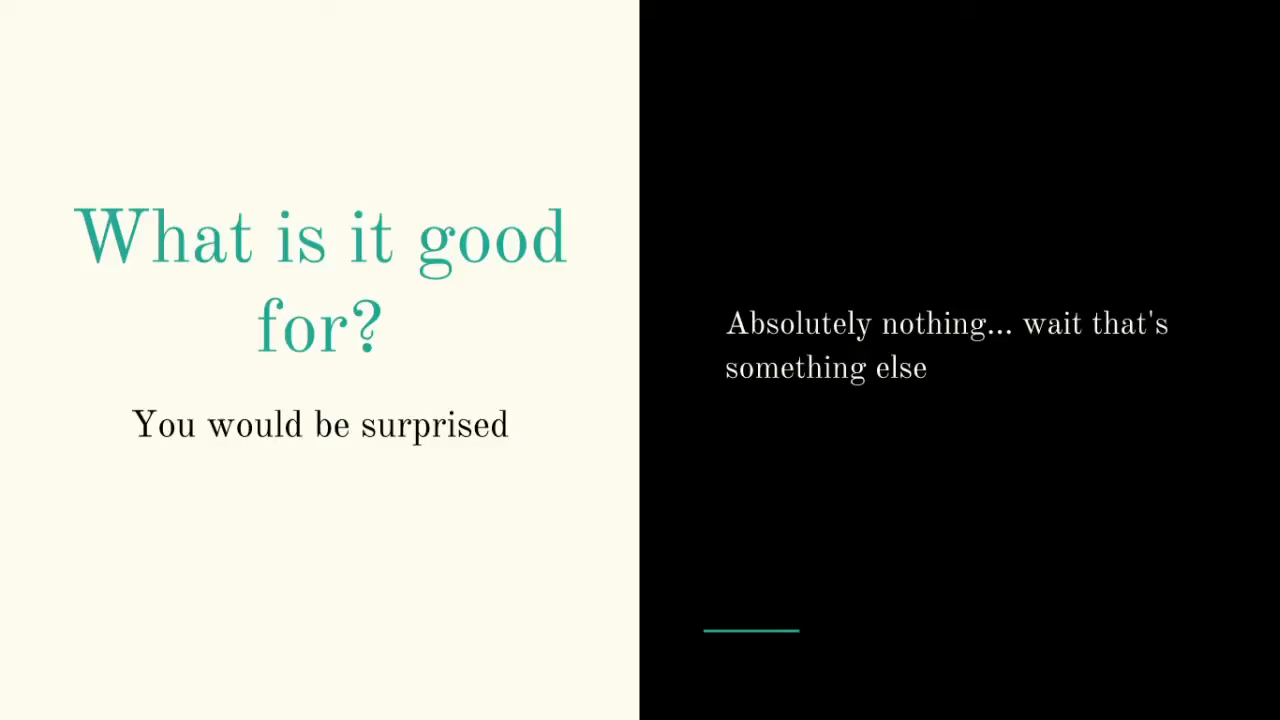 What is it good
for?
You would be surprised
Absolutely nothing... wait that's
something else